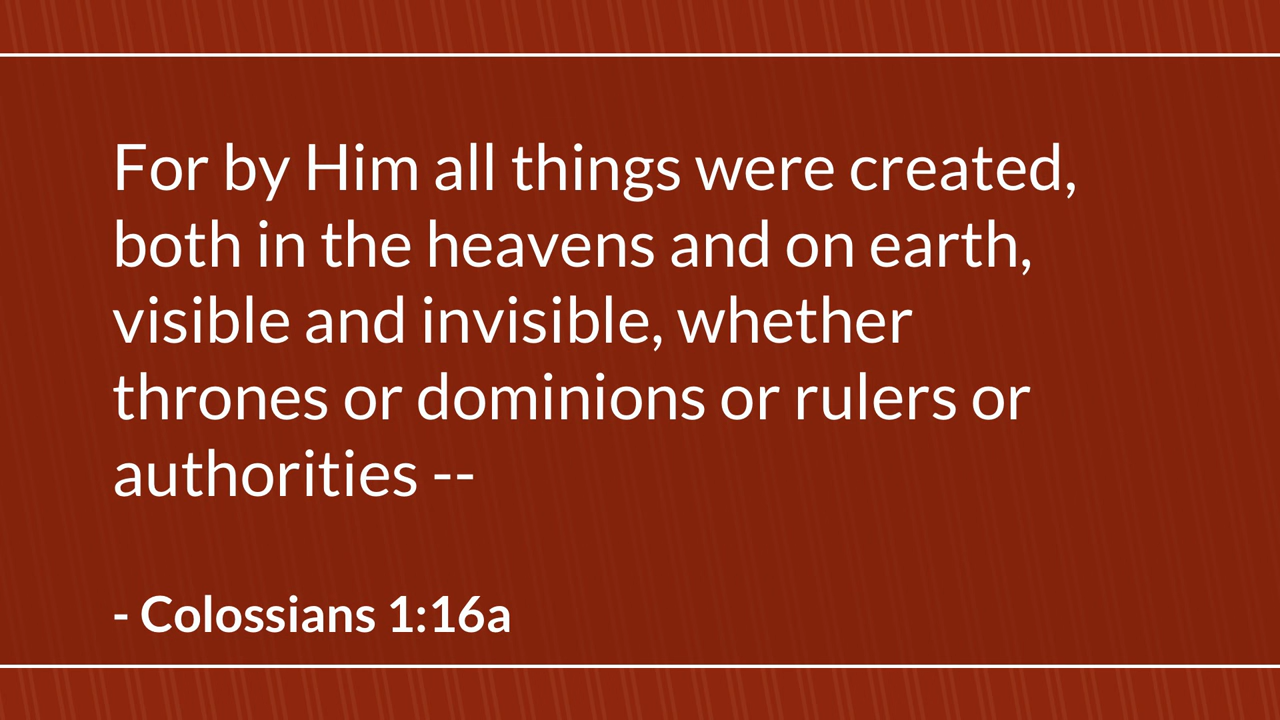 For by Him all things were created,
both in the heavens and on earth,
visible and invisible, whether
thrones or dominions or rulers or
authorities --
- Colossians 1:16a